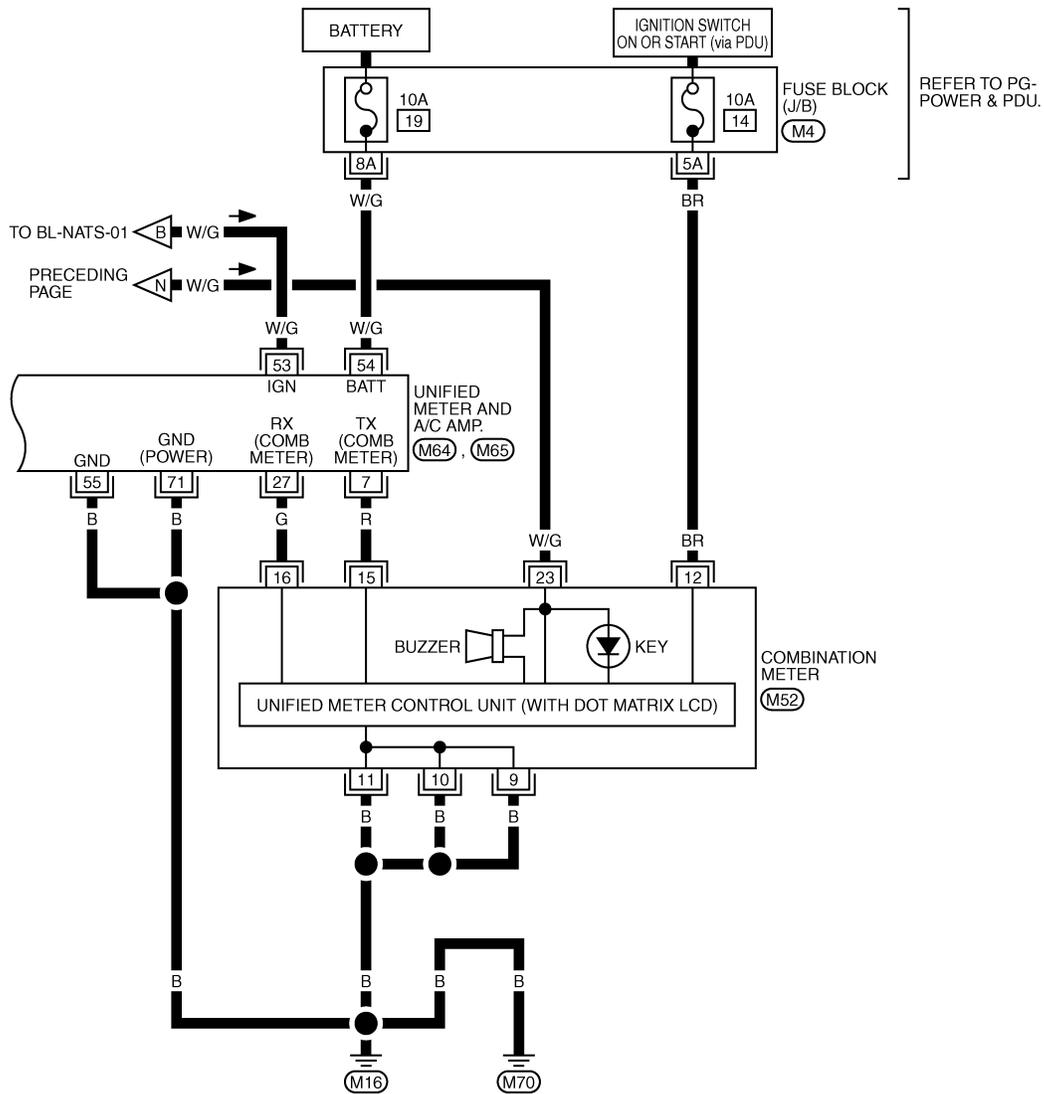 BATTERY
IGNITION SWITCH
ON OR START (via PDU)
10A
19
10A
14
FUSE BLOCK
(J/B)
M4
REFER TO PG-
POWER & PDU.
8A
5A
W/G
BR
TO BL-NATS-01
B
W/G
PRECEDING
PAGE
N
W/G
W/G
W/G
53
54
IGN
BATT
UNIFIED
METER AND
A/C AMP.
M64 , M65
RX
(COMB
METER)
TX
(COMB
METER)
GND
GND
(POWER)
55
71
27
7
B
B
G
R
W/G
BR
16
15
23
12
BUZZER
KEY
COMBINATION
METER
M52
UNIFIED METER CONTROL UNIT (WITH DOT MATRIX LCD)
11
10
9
B
B
B
B
B
B
B
M16
M70